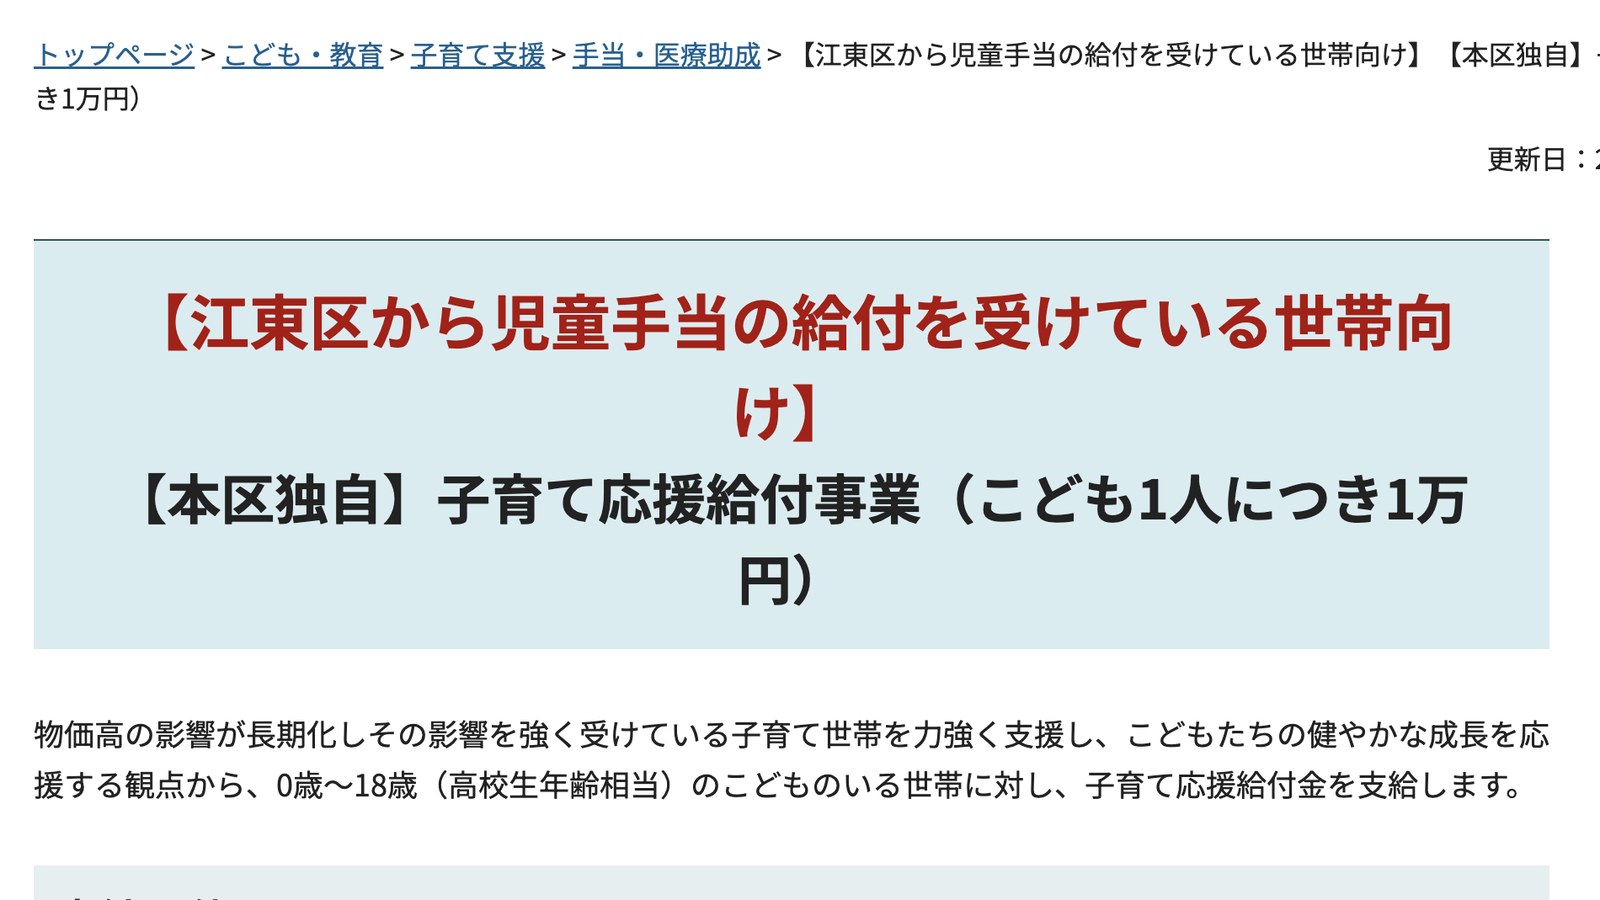 トップページ > こども・教育 > 子育て支援 > 手当・医療助成 > 【江東区から児童手当の給付を受けている世帯向け】【本区独自】
き1万円）
更新日：2
【江東区から児童手当の給付を受けている世帯向
け】
【本区独自】子育て応援給付事業（こども1人につき1万
円）
物価高の影響が長期化しその影響を強く受けている子育て世帯を力強く支援し、こどもたちの健やかな成長を応
援する観点から、0歳～18歳（高校生年齢相当）のこどものいる世帯に対し、子育て応援給付金を支給します。